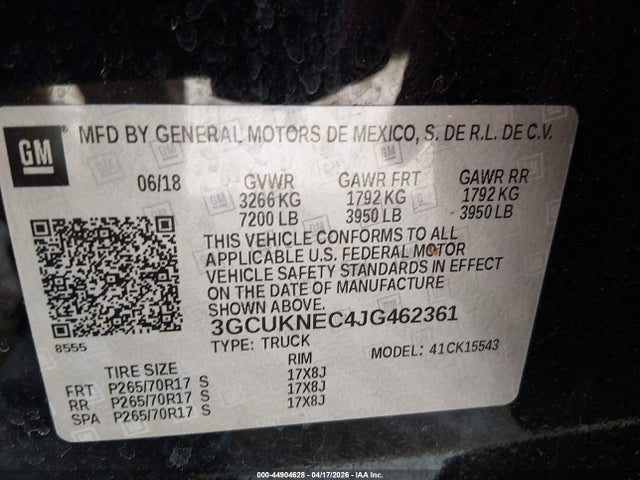 GM ® MFD BY GENERAL MOTORS DE MEXICO, S. DE R.L. DE C.V.
06/18 GVWR GAWR FRT GAWR RR
3266 KG 1792 KG 1792 KG
7200 LB 3950 LB 3950 LB
THIS VEHICLE CONFORMS TO ALL
APPLICABLE U.S. FEDERAL MOTOR
VEHICLE SAFETY STANDARDS IN EFFECT
ON THE DATE OF MANUFACTURE
SHOWN ABOVE.
3GCUKNEC4JG462361
8555 TYPE: TRUCK MODEL: 41CK15543
TIRE SIZE RIM
FRT P265/70R17 S 17X8J
RR P265/70R17 S 17X8J
SPA P265/70R17 S 17X8J
000-44904628 - 04/17/2026 - IAA Inc.